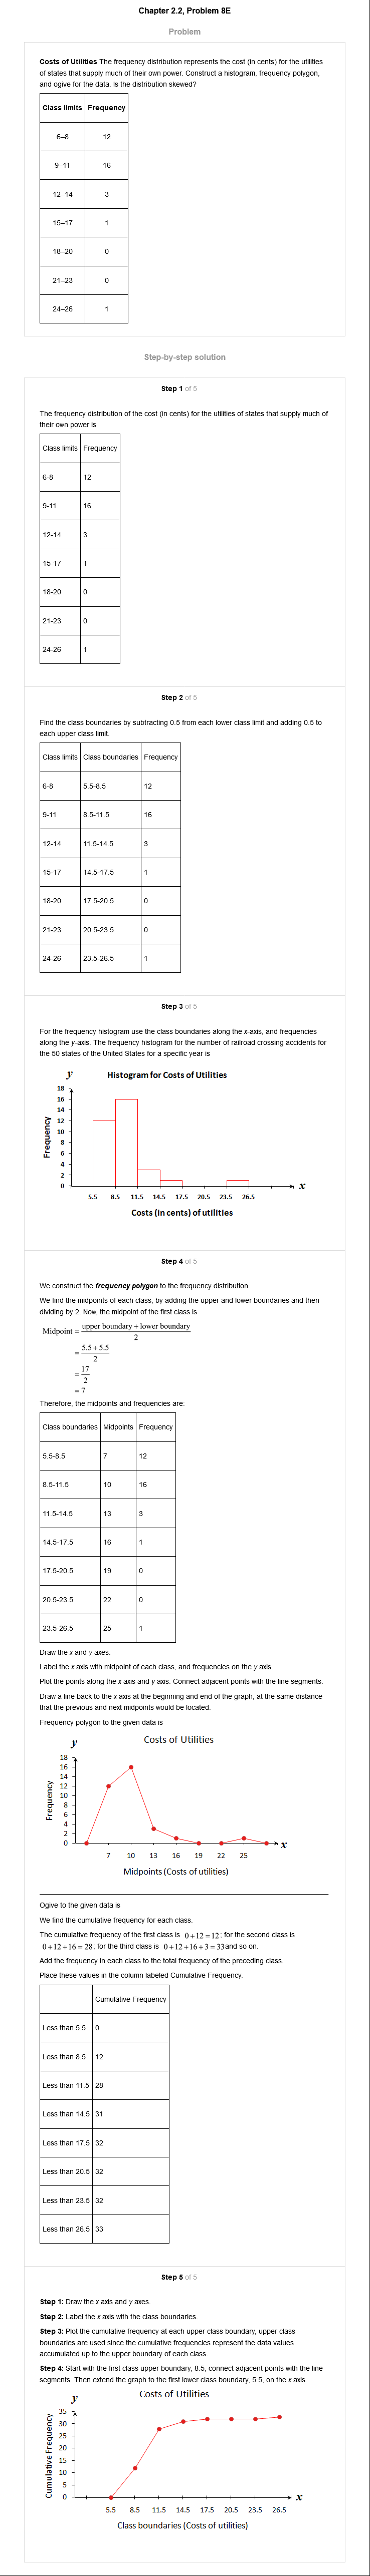 Chapter 2.2, Problem 8E
Problem
Costs of Utilities The frequency distribution represents the cost (in cents) for the utilities
of states that supply much of their own power. Construct a histogram, frequency polygon,
and ogive for the data. Is the distribution skewed?
Class limits Frequency
6–8 12
9–11 16
12–14 3
15–17 1
18–20 0
21–23 0
24–26 1
Step-by-step solution
Step 1 of 5
The frequency distribution of the cost (in cents) for the utilities of states that supply much of
their own power is
Class limits Frequency
6-8 12
9-11 16
12-14 3
15-17 1
18-20 0
21-23 0
24-26 1
Step 2 of 5
Find the class boundaries by subtracting 0.5 from each lower class limit and adding 0.5 to
each upper class limit.
Class limits Class boundaries Frequency
6-8 5.5-8.5 12
9-11 8.5-11.5 16
12-14 11.5-14.5 3
15-17 14.5-17.5 1
18-20 17.5-20.5 0
21-23 20.5-23.5 0
24-26 23.5-26.5 1
Step 3 of 5
For the frequency histogram use the class boundaries along the x-axis, and frequencies
along the y-axis. The frequency histogram for the number of railroad crossing accidents for
the 50 states of the United States for a specific year is
y Histogram for Costs of Utilities
18
16
14
12
10
8
6
4
2
0
Frequency
x
5.5 8.5 11.5 14.5 17.5 20.5 23.5 26.5
Costs (in cents) of utilities
Step 4 of 5
We construct the frequency polygon to the frequency distribution.
We find the midpoints of each class, by adding the upper and lower boundaries and then
dividing by 2. Now, the midpoint of the first class is
Midpoint = upper boundary + lower boundary / 2
= 5.5 + 5.5 / 2
= 17 / 2
= 7
Therefore, the midpoints and frequencies are:
Class boundaries Midpoints Frequency
5.5-8.5 7 12
8.5-11.5 10 16
11.5-14.5 13 3
14.5-17.5 16 1
17.5-20.5 19 0
20.5-23.5 22 0
23.5-26.5 25 1
Draw the x and y axes.
Label the x axis with midpoint of each class, and frequencies on the y axis.
Plot the points along the x axis and y axis. Connect adjacent points with the line segments.
Draw a line back to the x axis at the beginning and end of the graph, at the same distance
that the previous and next midpoints would be located.
Frequency polygon to the given data is
y Costs of Utilities
18
16
14
12
10
8
6
4
2
0
Frequency
x
7 10 13 16 19 22 25
Midpoints (Costs of utilities)
Ogive to the given data is
We find the cumulative frequency for each class.
The cumulative frequency of the first class is 0+12=12; for the second class is
0+12+16=28; for the third class is 0+12+16+3=33and so on.
Add the frequency in each class to the total frequency of the preceding class.
Place these values in the column labeled Cumulative Frequency.
Cumulative Frequency
Less than 5.5 0
Less than 8.5 12
Less than 11.5 28
Less than 14.5 31
Less than 17.5 32
Less than 20.5 32
Less than 23.5 32
Less than 26.5 33
Step 5 of 5
Step 1: Draw the x axis and y axes.
Step 2: Label the x axis with the class boundaries.
Step 3: Plot the cumulative frequency at each upper class boundary, upper class
boundaries are used since the cumulative frequencies represent the data values
accumulated up to the upper boundary of each class.
Step 4: Start with the first class upper boundary, 8.5, connect adjacent points with the line
segments. Then extend the graph to the first lower class boundary, 5.5, on the x axis.
y Costs of Utilities
35
30
25
20
15
10
5
0
Cumulative Frequency
x
5.5 8.5 11.5 14.5 17.5 20.5 23.5 26.5
Class boundaries (Costs of utilities)